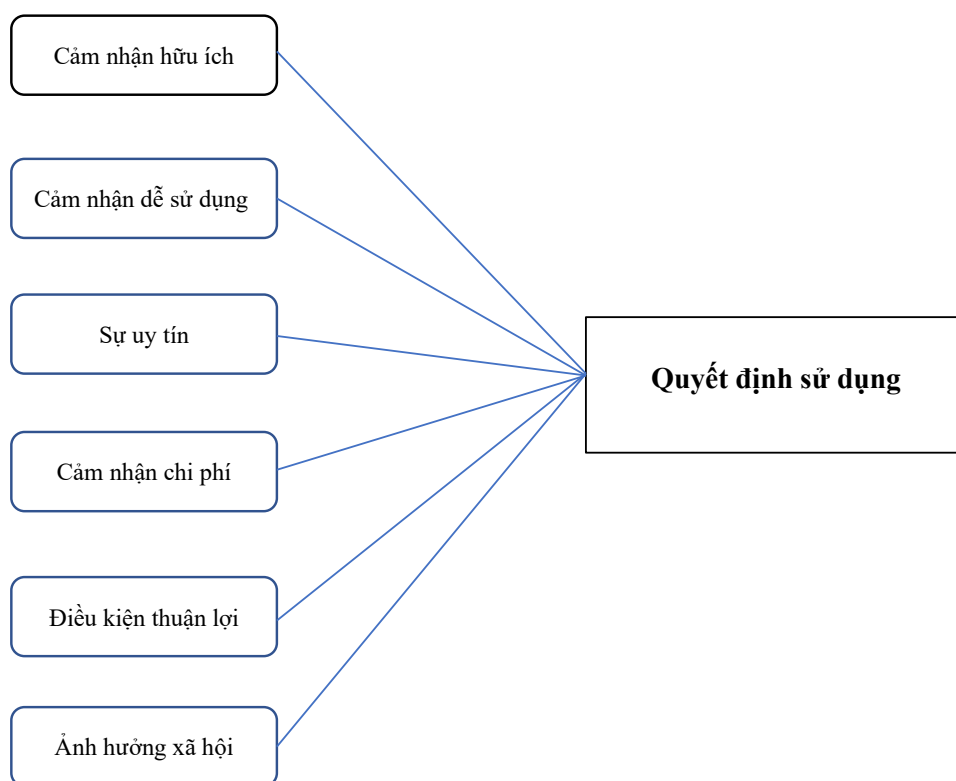 Cảm nhận hữu ích
Cảm nhận dễ sử dụng
Sự uy tín
Quyết định sử dụng
Cảm nhận chi phí
Điều kiện thuận lợi
Ảnh hưởng xã hội